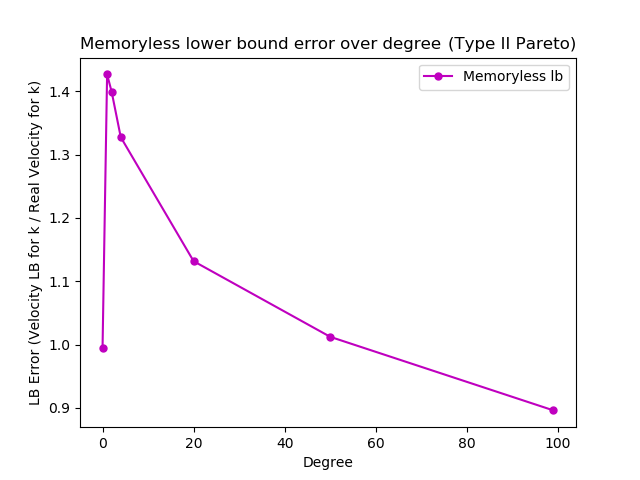 Memoryless lower bound error over degree (Type II Pareto)
Memoryless lb
LB Error (Velocity LB for k / Real Velocity for k)
1.4
1.3
1.2
1.1
1.0
0.9
0 20 40 60 80 100
Degree